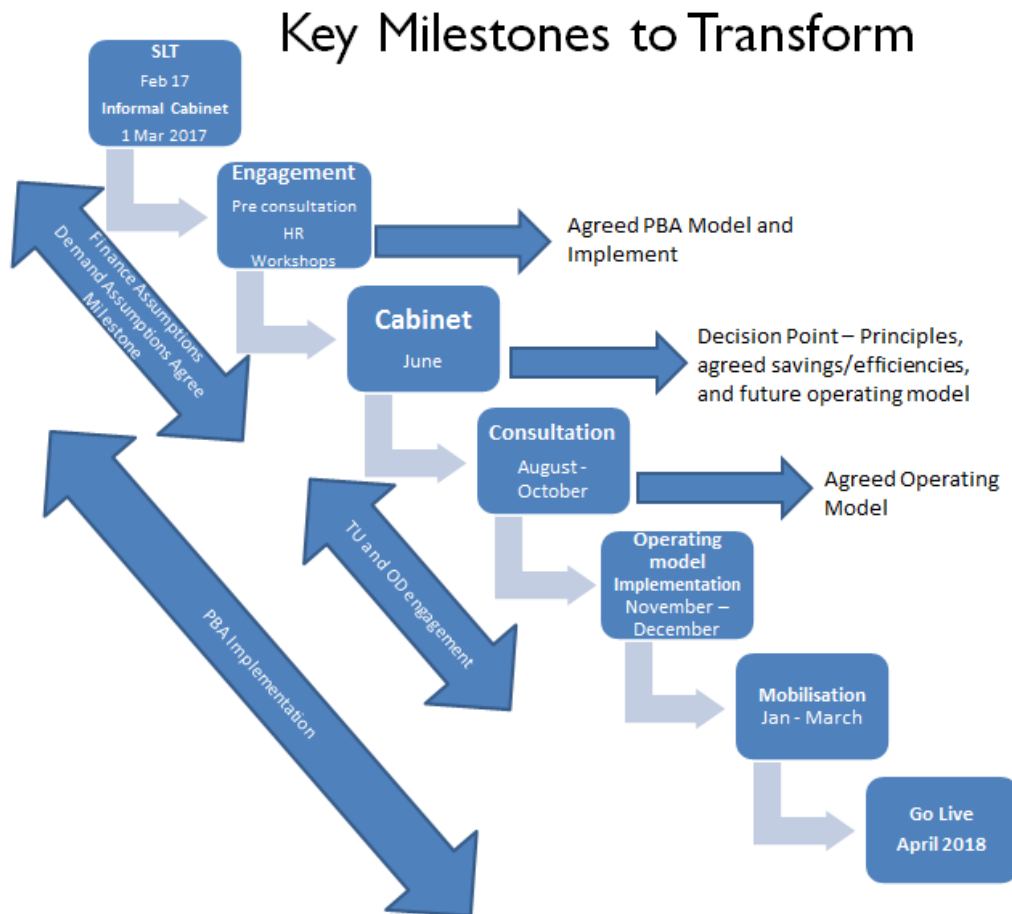 Key Milestones to Transform
SLT
Feb 17
Informal Cabinet
1 Mar 2017
Engagement
Pre consultation
HR
Workshops
Agreed PBA Model and
Implement
Finance Assumptions
Demand Assumptions Agree
Milestone
Cabinet
June
Decision Point – Principles,
agreed savings/efficiencies,
and future operating model
Consultation
August -
October
Agreed Operating
Model
TU and OD engagement
Operating
model
Implementation
November –
December
PBA Implementation
Mobilisation
Jan - March
Go Live
April 2018